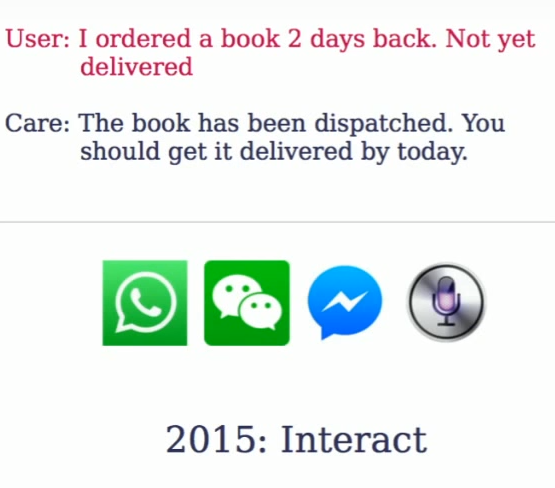 User: I ordered a book 2 days back. Not yet
delivered
Care: The book has been dispatched. You
should get it delivered by today.
2015: Interact